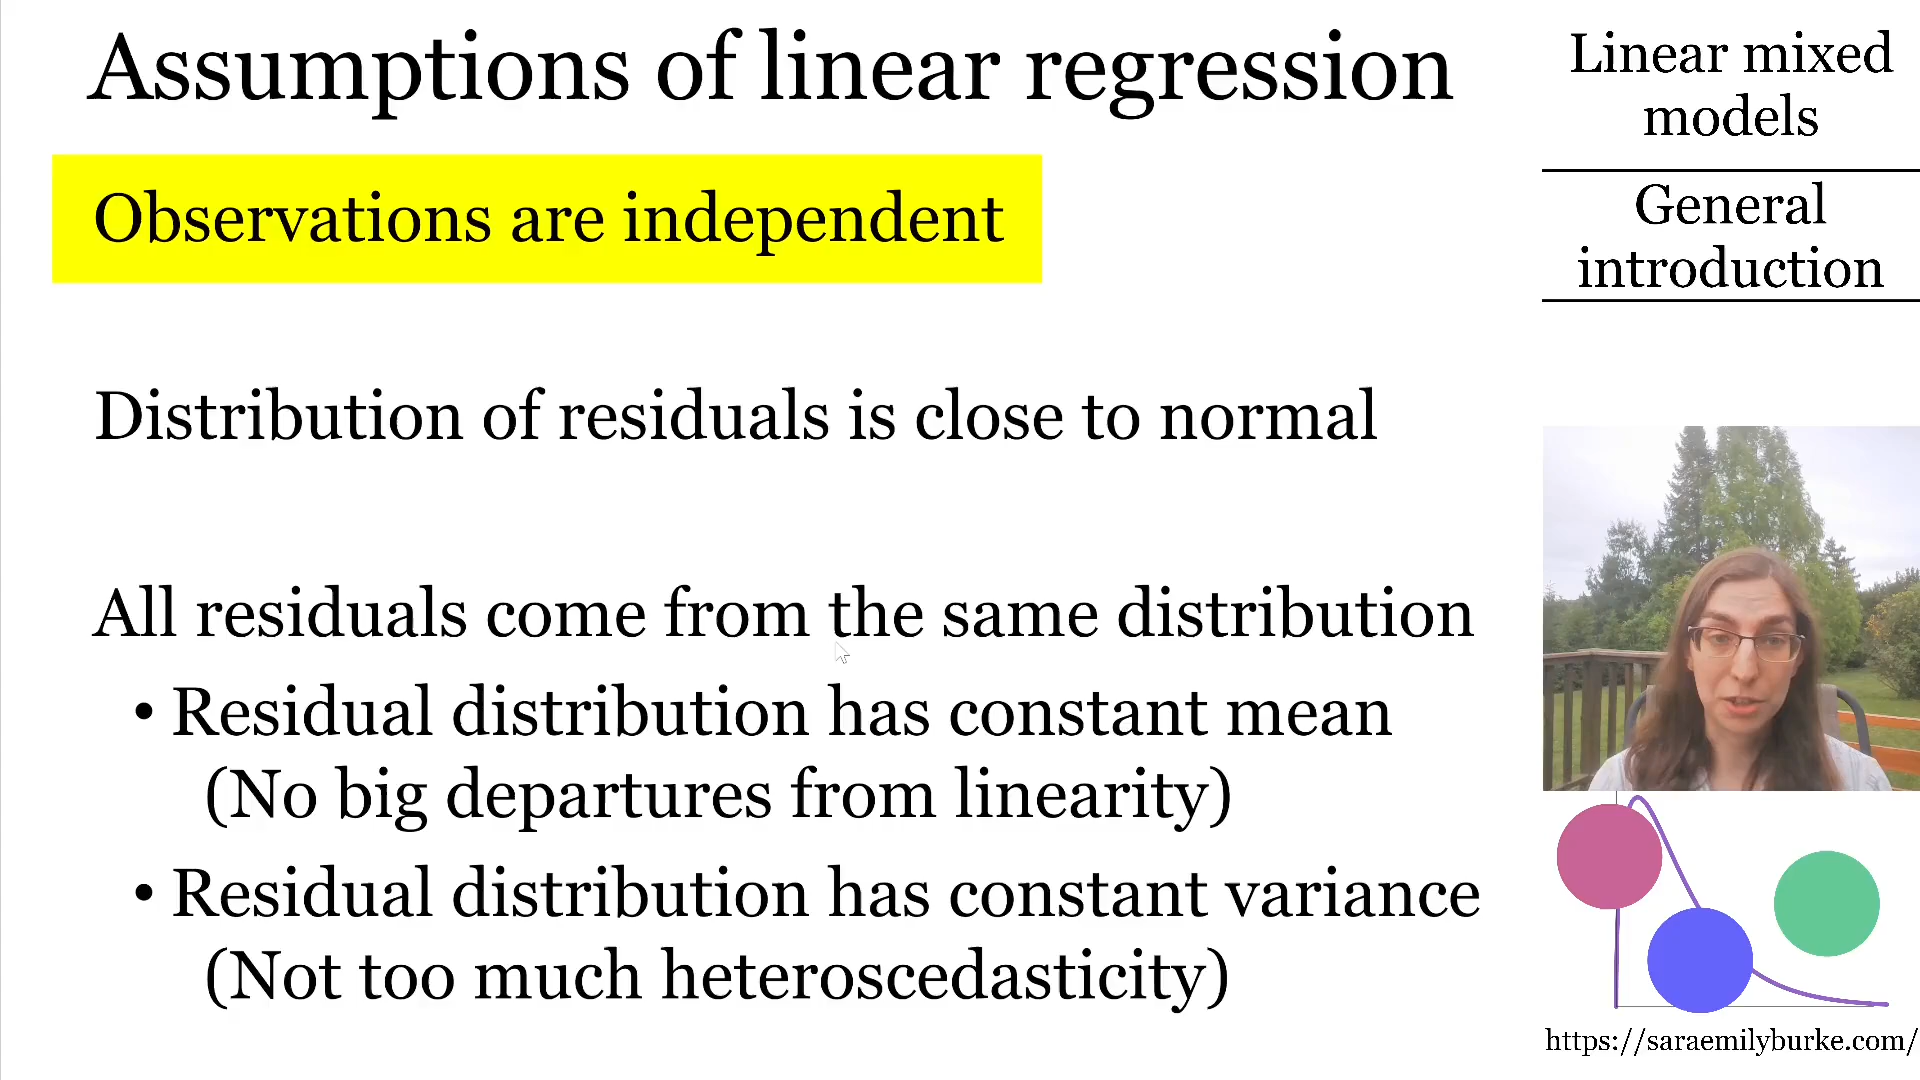 Assumptions of linear regression
Observations are independent
Distribution of residuals is close to normal
All residuals come from the same distribution
• Residual distribution has constant mean
(No big departures from linearity)
• Residual distribution has constant variance
(Not too much heteroscedasticity)
Linear mixed
models
General
introduction
https://saraemilyburke.com/